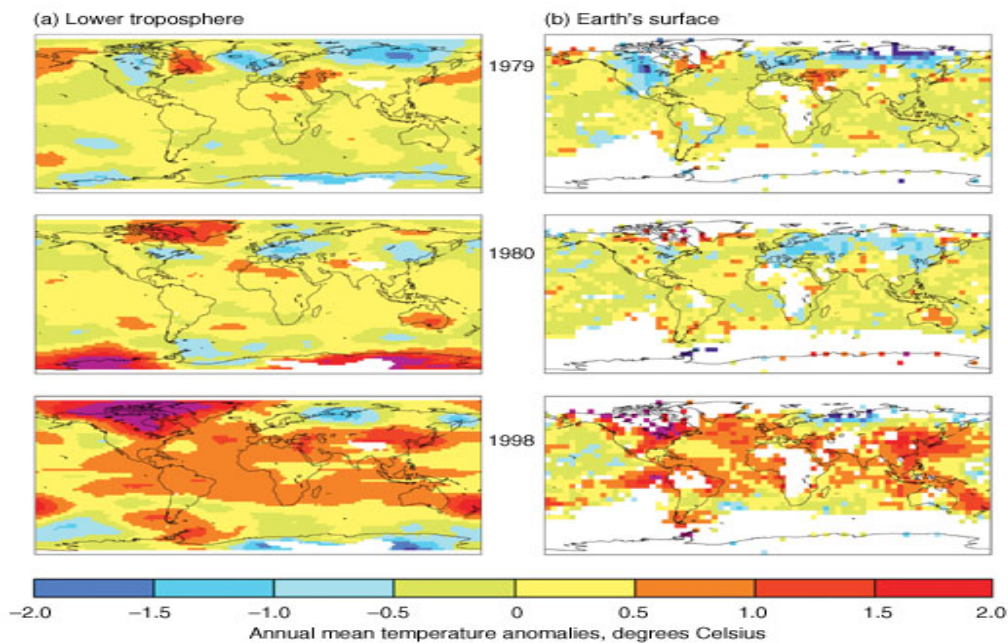 (a) Lower troposphere
(b) Earth's surface
1979
1980
1998
−2.0 −1.5 −1.0 −0.5 0 0.5 1.0 1.5 2.0
Annual mean temperature anomalies, degrees Celsius